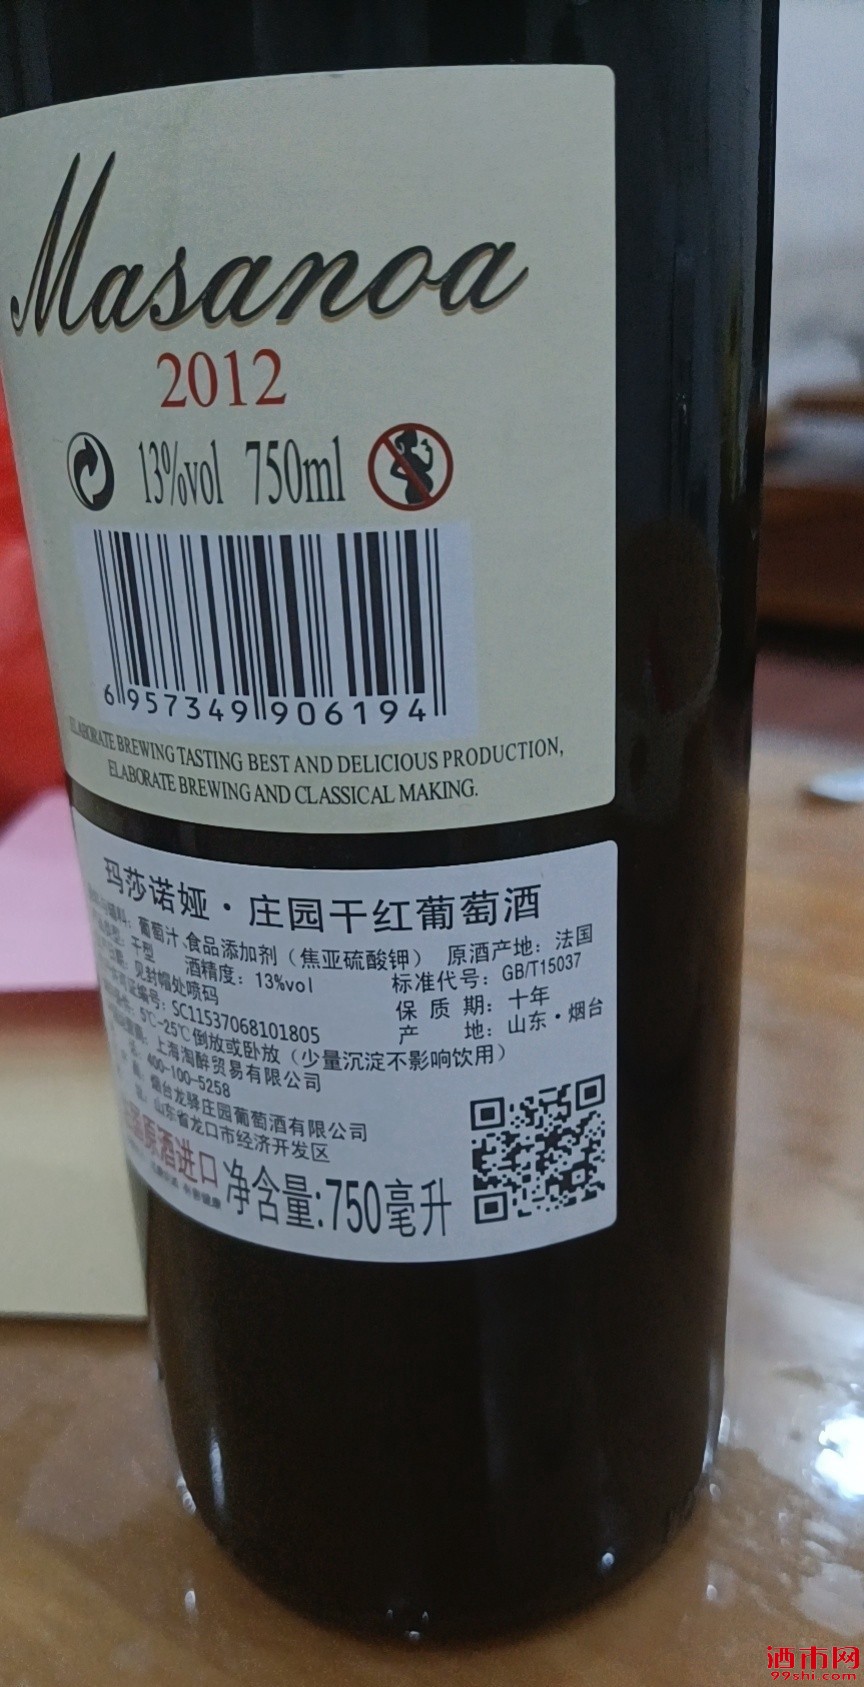 Masanoa
2012
13%vol 750ml
6 957349 906194
ELABORATE BREWING TASTING BEST AND DELICIOUS PRODUCTION,
ELABORATE BREWING AND CLASSICAL MAKING.
玛莎诺娅·庄园干红葡萄酒
料：葡萄汁、食品添加剂（焦亚硫酸钾） 原酒产地：法国
型：干型 酒精度：13%vol 标准代号：GB/T15037
期：见封帽处喷码 保质期：十年
证编号：SC11537068101805 产地：山东·烟台
5℃-25℃倒放或卧放（少量沉淀不影响饮用）
上海淘醉贸易有限公司
400-100-5258
烟台龙驿庄园葡萄酒有限公司
山东省龙口市经济开发区
原酒进口 净含量:750毫升
酒市网
99shi.com